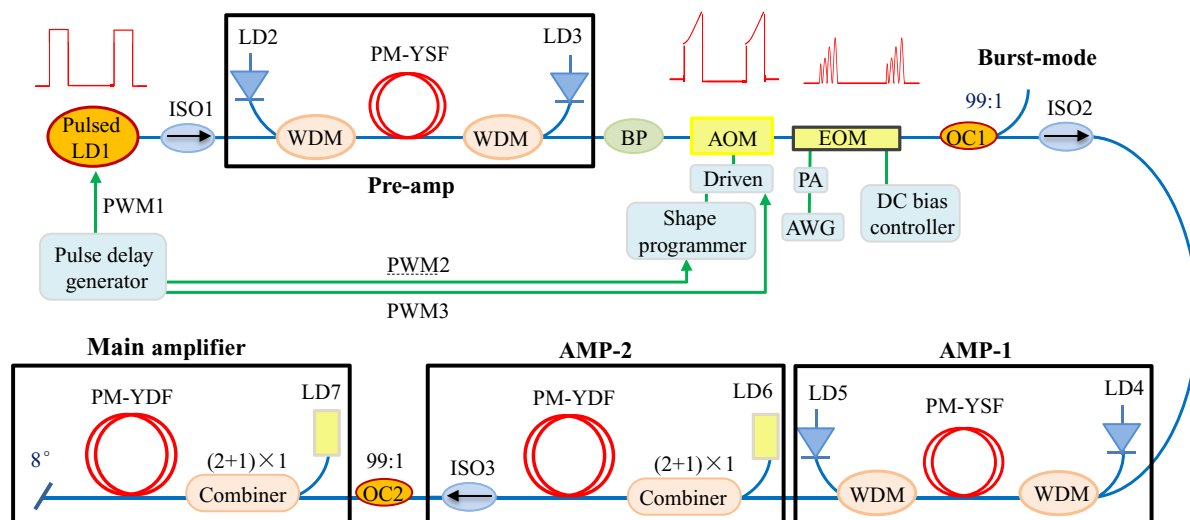 LD2
LD3
PM-YSF
Burst-mode
99:1
ISO1
ISO2
Pulsed
LD1
WDM
WDM
BP
AOM
EOM
OC1
Pre-amp
Driven
PA
PWM1
Shape
programmer
AWG
DC bias
controller
Pulse delay
generator
PWM2
PWM3
Main amplifier
AMP-2
AMP-1
PM-YDF
LD7
PM-YDF
LD6
LD5
PM-YSF
LD4
8°
(2+1)×1
99:1
ISO3
(2+1)×1
Combiner
OC2
Combiner
WDM
WDM